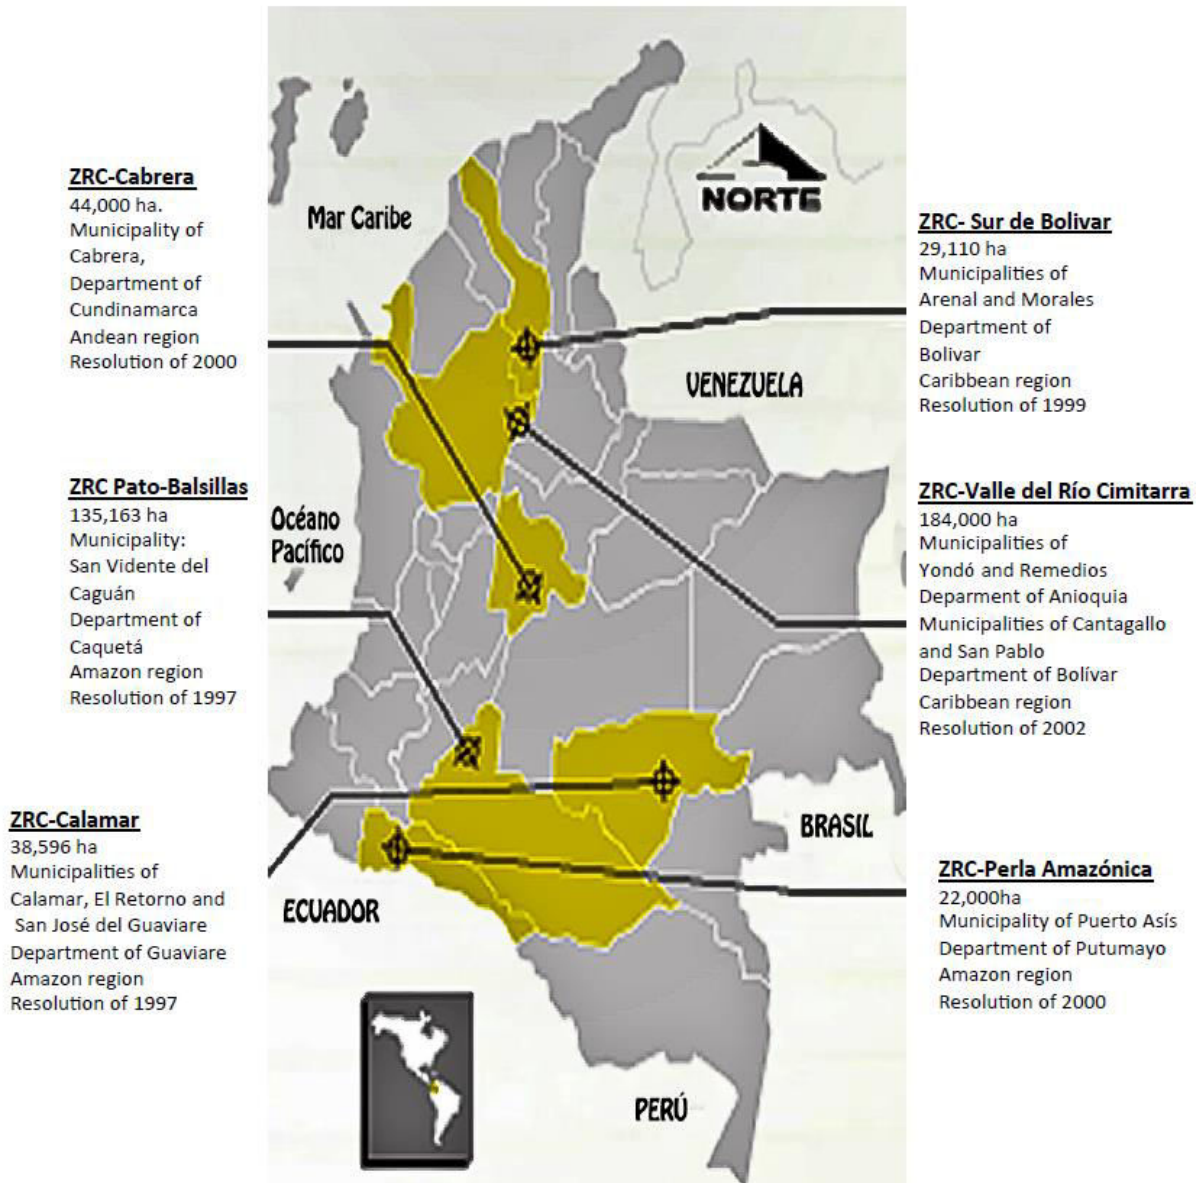 ZRC-Cabrera
44,000 ha.
Municipality of
Cabrera,
Department of
Cundinamarca
Andean region
Resolution of 2000
ZRC Pato-Balsillas
135,163 ha
Municipality:
San Vidente del
Caguán
Department of
Caquetá
Amazon region
Resolution of 1997
ZRC-Calamar
38,596 ha
Municipalities of
Calamar, El Retorno and
San José del Guaviare
Department of Guaviare
Amazon region
Resolution of 1997
Mar Caribe
NORTE
VENEZUELA
Océano
Pacífico
BRASIL
ECUADOR
PERÚ
ZRC- Sur de Bolivar
29,110 ha
Municipalities of
Arenal and Morales
Department of
Bolivar
Caribbean region
Resolution of 1999
ZRC-Valle del Río Cimitarra
184,000 ha
Municipalities of
Yondó and Remedios
Deparment of Anioquia
Municipalities of Cantagallo
and San Pablo
Department of Bolívar
Caribbean region
Resolution of 2002
ZRC-Perla Amazónica
22,000ha
Municipality of Puerto Asís
Department of Putumayo
Amazon region
Resolution of 2000